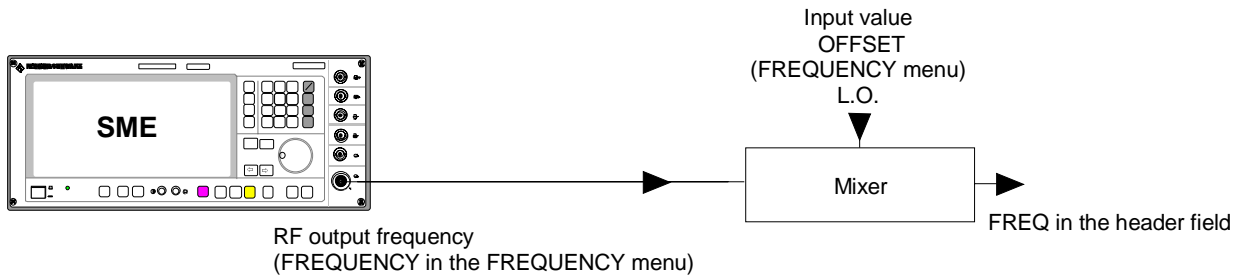 Input value
OFFSET
(FREQUENCY menu)
L.O.
SME
Mixer
FREQ in the header field
RF output frequency
(FREQUENCY in the FREQUENCY menu)